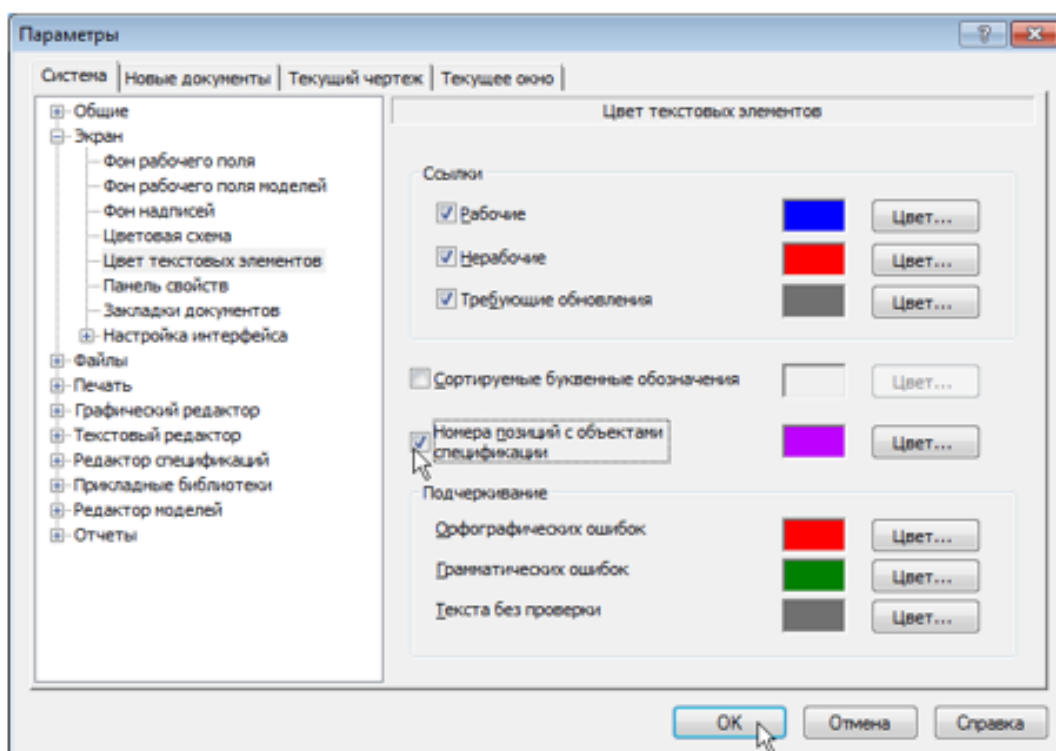 Параметры
Система Новые документы Текущий чертеж Текущее окно
Общие
Экран
Фон рабочего поля
Фон рабочего поля моделей
Фон надписей
Цветовая схема
Цвет текстовых элементов
Панель свойств
Закладки документов
Настройка интерфейса
Файлы
Печать
Графический редактор
Текстовый редактор
Редактор спецификаций
Прикладные библиотеки
Редактор моделей
Отчеты
Цвет текстовых элементов
Ссылки
Рабочие Цвет...
Нерабочие Цвет...
Требующие обновления Цвет...
Сортируемые буквенные обозначения Цвет...
Номера позиций с объектами
спецификации Цвет...
Подчеркивание
Орфографических ошибок Цвет...
Грамматических ошибок Цвет...
Текста без проверки Цвет...
OK Отмена Справка